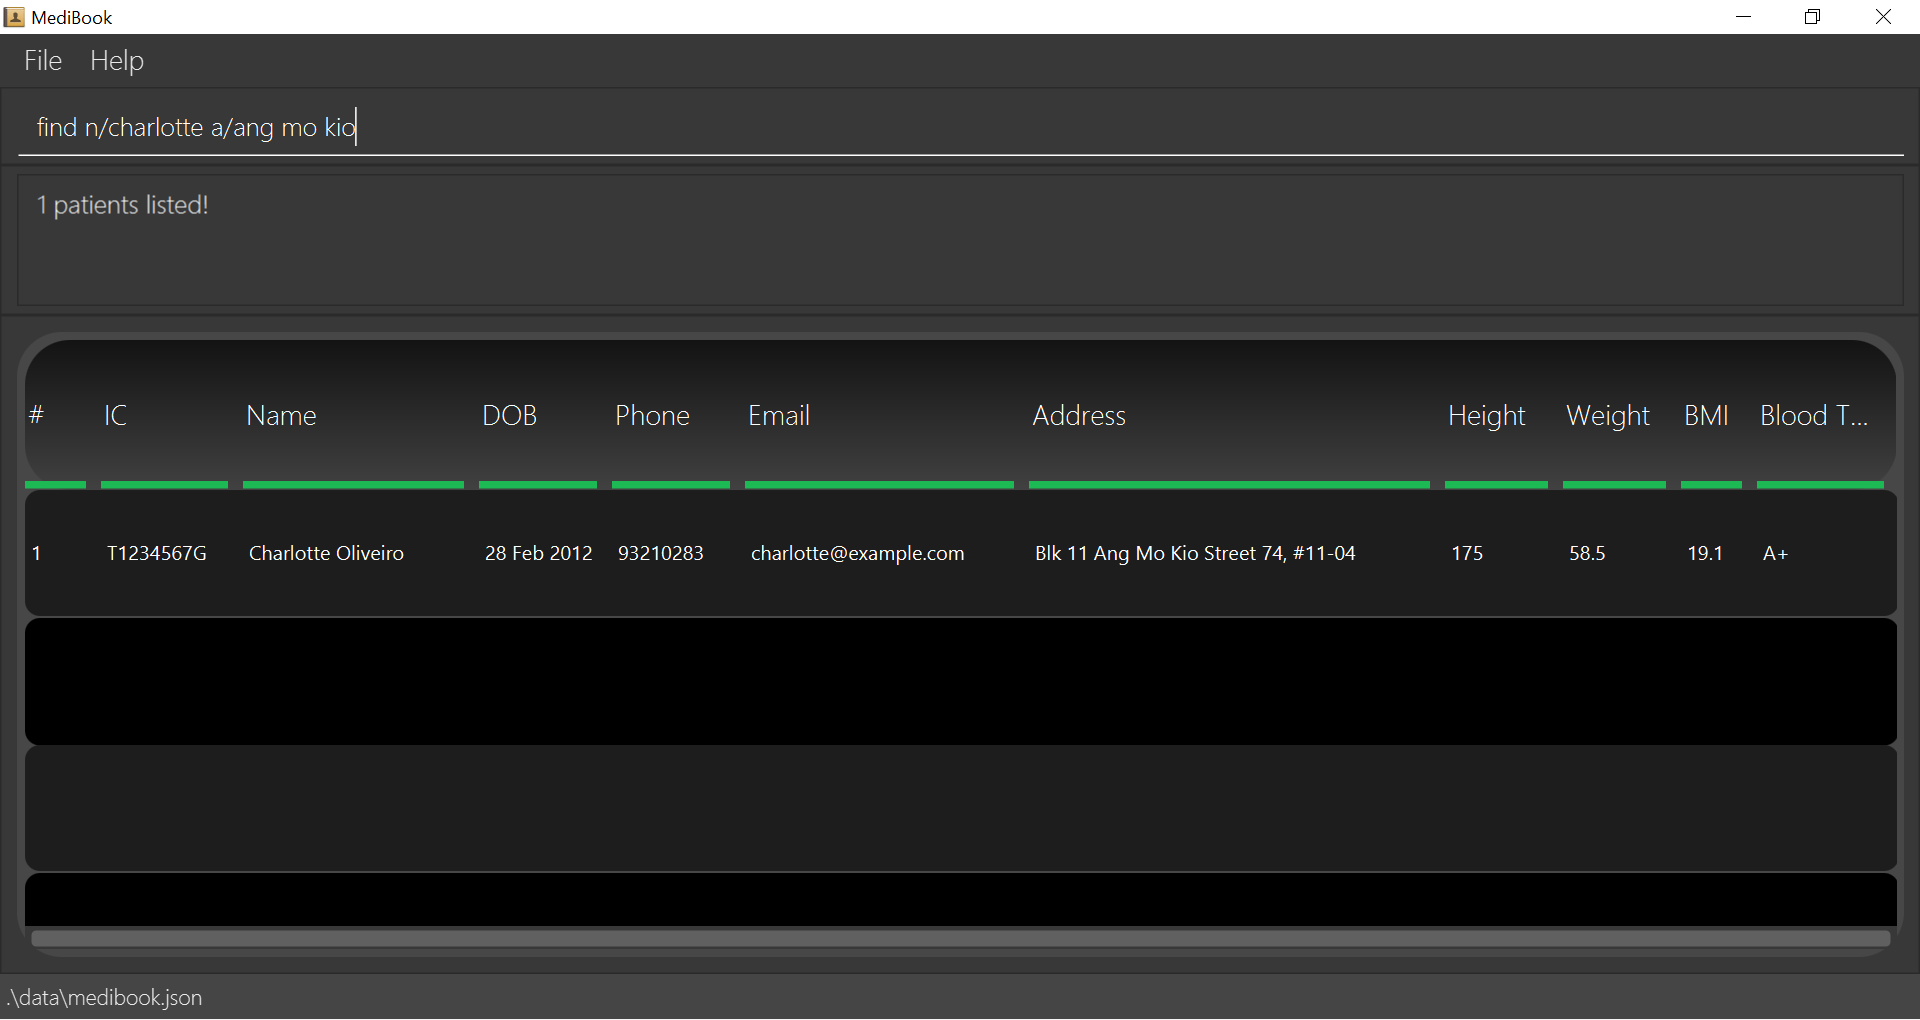 MediBook
File Help
find n/charlotte a/ang mo kio
1 patients listed!
# IC Name DOB Phone Email Address Height Weight BMI Blood T...
1 T1234567G Charlotte Oliveiro 28 Feb 2012 93210283 charlotte@example.com Blk 11 Ang Mo Kio Street 74, #11-04 175 58.5 19.1 A+
.\data\medibook.json